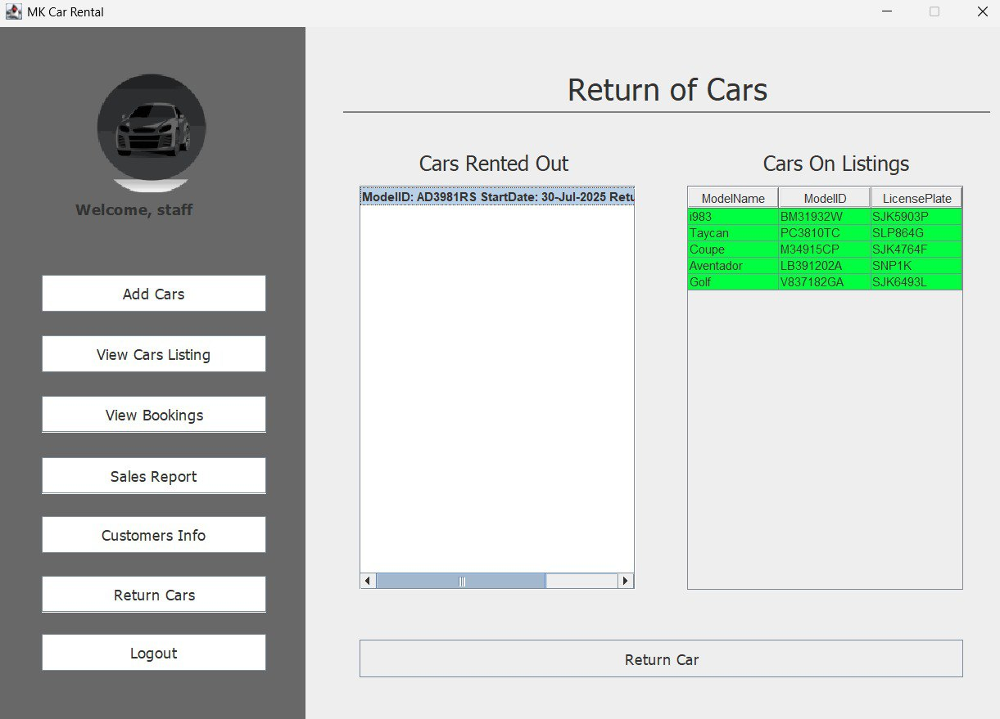 MK Car Rental
Welcome, staff
Add Cars
View Cars Listing
View Bookings
Sales Report
Customers Info
Return Cars
Logout
Return of Cars
Cars Rented Out
ModelID: AD3981RS StartDate: 30-Jul-2025 Retu
Cars On Listings
ModelName ModelID LicensePlate
i983 BM31932W SJK5903P
Taycan PC3810TC SLP864G
Coupe M34915CP SJK4764F
Aventador LB391202A SNP1K
Golf V837182GA SJK6493L
Return Car